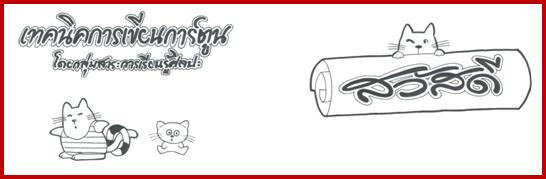 เทคนิคการเขียนการ์ตูน
โดยกลุ่มสาระการเรียนรู้ศิลปะ
สวัสดี